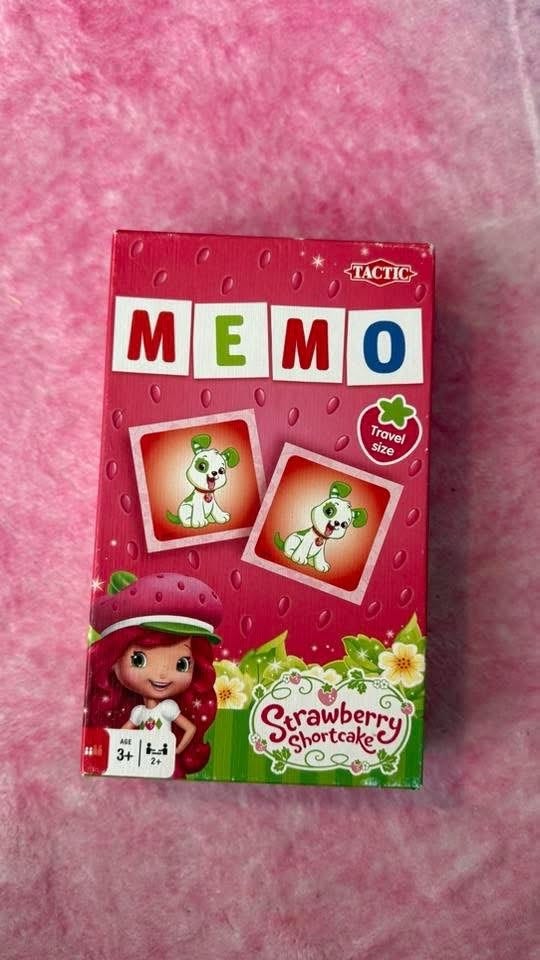 TACTIC
MEMO
Travel
size
Strawberry
Shortcake
AGE
3+
2+